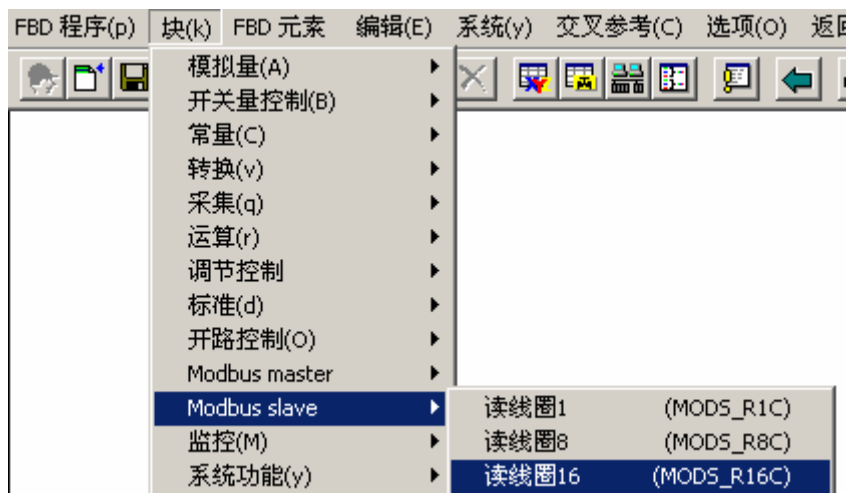 FBD 程序(p) 块(k) FBD 元素 编辑(E) 系统(y) 交叉参考(C) 选项(O) 返回
模拟量(A)
开关量控制(B)
常量(C)
转换(v)
采集(q)
运算(r)
调节控制
标准(d)
开路控制(O)
Modbus master
Modbus slave
读线圈1 (MODS_R1C)
监控(M)
读线圈8 (MODS_R8C)
系统功能(y)
读线圈16 (MODS_R16C)